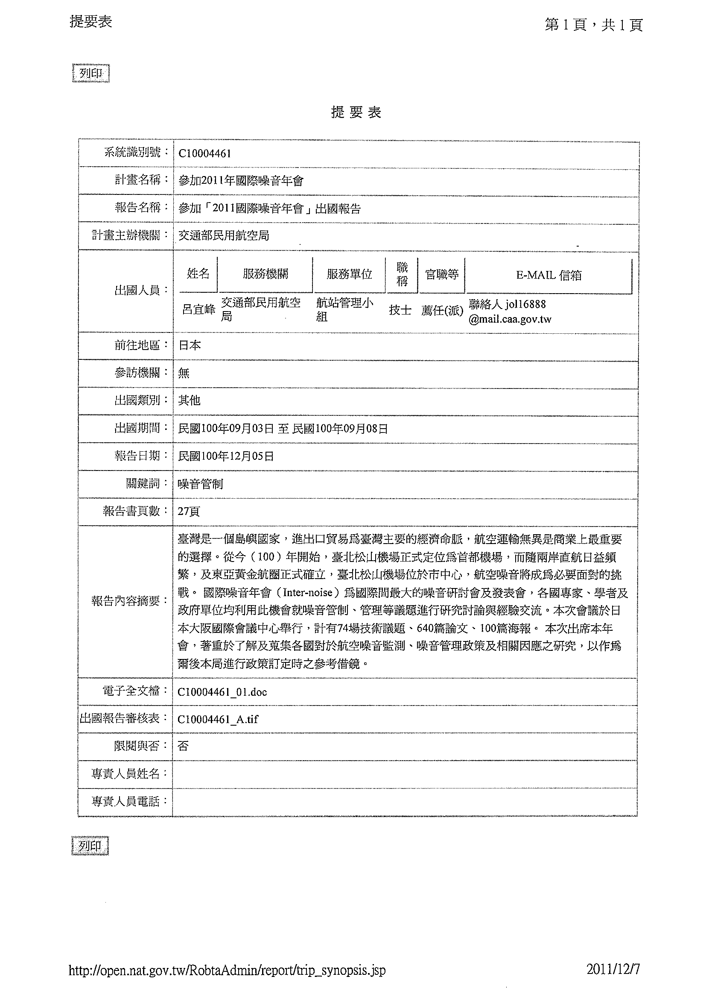 提要表
第1頁，共1頁
列印
提 要 表
系統識別號： C10004461
計畫名稱： 參加2011年國際噪音年會
報告名稱： 參加「2011國際噪音年會」出國報告
計畫主辦機關： 交通部民用航空局
出國人員：
姓名 服務機關 服務單位 職稱 官職等 E-MAIL 信箱
呂宜峰 交通部民用航空局 航站管理小組 技士 薦任(派) 聯絡人 jol16888@mail.caa.gov.tw
前往地區： 日本
參訪機關： 無
出國類別： 其他
出國期間： 民國100年09月03日 至 民國100年09月08日
報告日期： 民國100年12月05日
關鍵詞： 噪音管制
報告書頁數： 27頁
報告內容摘要：
臺灣是一個島嶼國家，進出口貿易爲臺灣主要的經濟命脈，航空運輸無異是商業上最重要
的選擇。從今（100）年開始，臺北松山機場正式定位爲首都機場，而隨兩岸直航日益頻
繁，及東亞黃金航圈正式確立，臺北松山機場位於市中心，航空噪音將成爲必要面對的挑
戰。 國際噪音年會（Inter-noise）爲國際間最大的噪音研討會及發表會，各國專家、學者及
政府單位均利用此機會就噪音管制、管理等議題進行研究討論與經驗交流。本次會議於日
本大阪國際會議中心舉行，計有74場技術議題、640篇論文、100篇海報。 本次出席本年
會，著重於了解及蒐集各國對於航空噪音監測、噪音管理政策及相關因應之研究，以作爲
爾後本局進行政策訂定時之參考借鏡。
電子全文檔： C10004461_01.doc
出國報告審核表： C10004461_A.tif
限閱與否： 否
專責人員姓名：
專責人員電話：
列印
http://open.nat.gov.tw/RobtaAdmin/report/trip_synopsis.jsp
2011/12/7